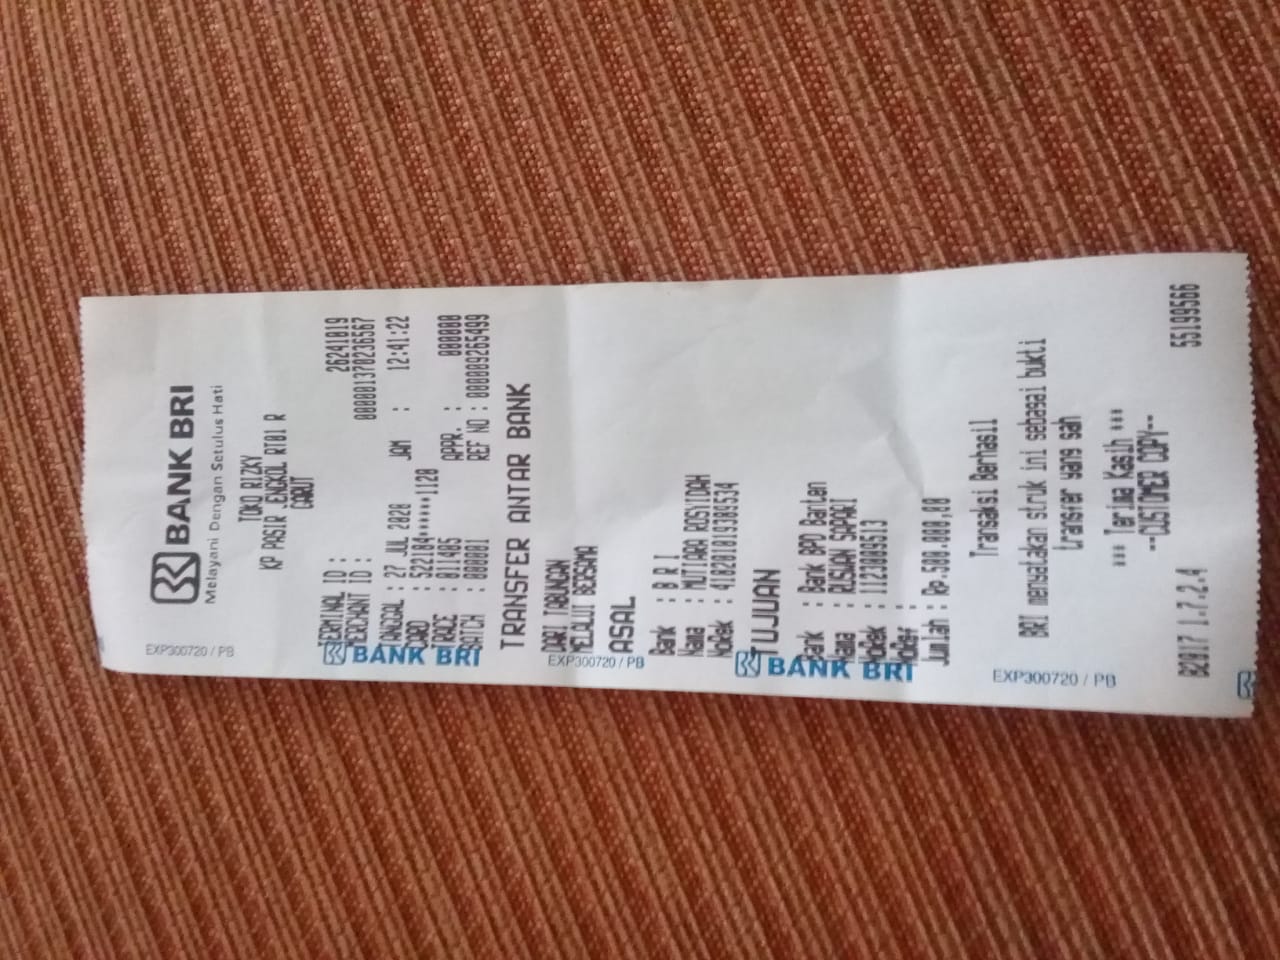 BANK BRI
Melayani Dengan Setulus Hati
TOKO RIZKY
KP PASIR JENGKOL RT01 R
GARUT
TERMINAL ID : 26241019
MERCHANT ID : 000001370236567
TANGGAL : 27 JUL 2020 JAM : 12:41:22
CARD : 522184******1120
TRACE : 011405 APPR. : 000000
BATCH : 000001 REF NO : 000009265499
TRANSFER ANTAR BANK
DARI TABUNGAN
MELALUI BERSAMA
ASAL
Bank : B R I
Nama : MUTIARA ROSYIDAH
NoRek : 410201019309534
TUJUAN
Bank : Bank BPD Banten
Nama : RUSWAN SAPARI
NoRek : 1123009513
NoRef :
Jumlah : Rp.500.000,00
Transaksi Berhasil
BRI menyatakan struk ini sebagai bukti
transfer yang sah
*** Terima Kasih ***
--CUSTOMER COPY--
B2017 1.7.2.4 55199566
EXP300720 / PB
BANK BRI
EXP300720 / PB
BANK BRI
EXP300720 / PB